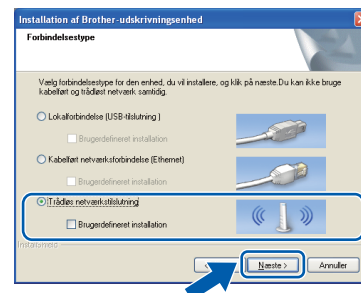 Installation af Brother-udskrivningsenhed
Forbindelsestype
Vælg forbindelsestype for den enhed, du vil installere, og klik på næste.Du kan ikke bruge
kabelført og trådløst netværk samtidig.
Lokalforbindelse (USB-tilslutning )
Brugerdefineret installation
Kabelført netværksforbindelse (Ethernet)
Brugerdefineret installation
Trådløs netværkstilslutning
Brugerdefineret installation
InstallShield
<
Næste >
Annuller